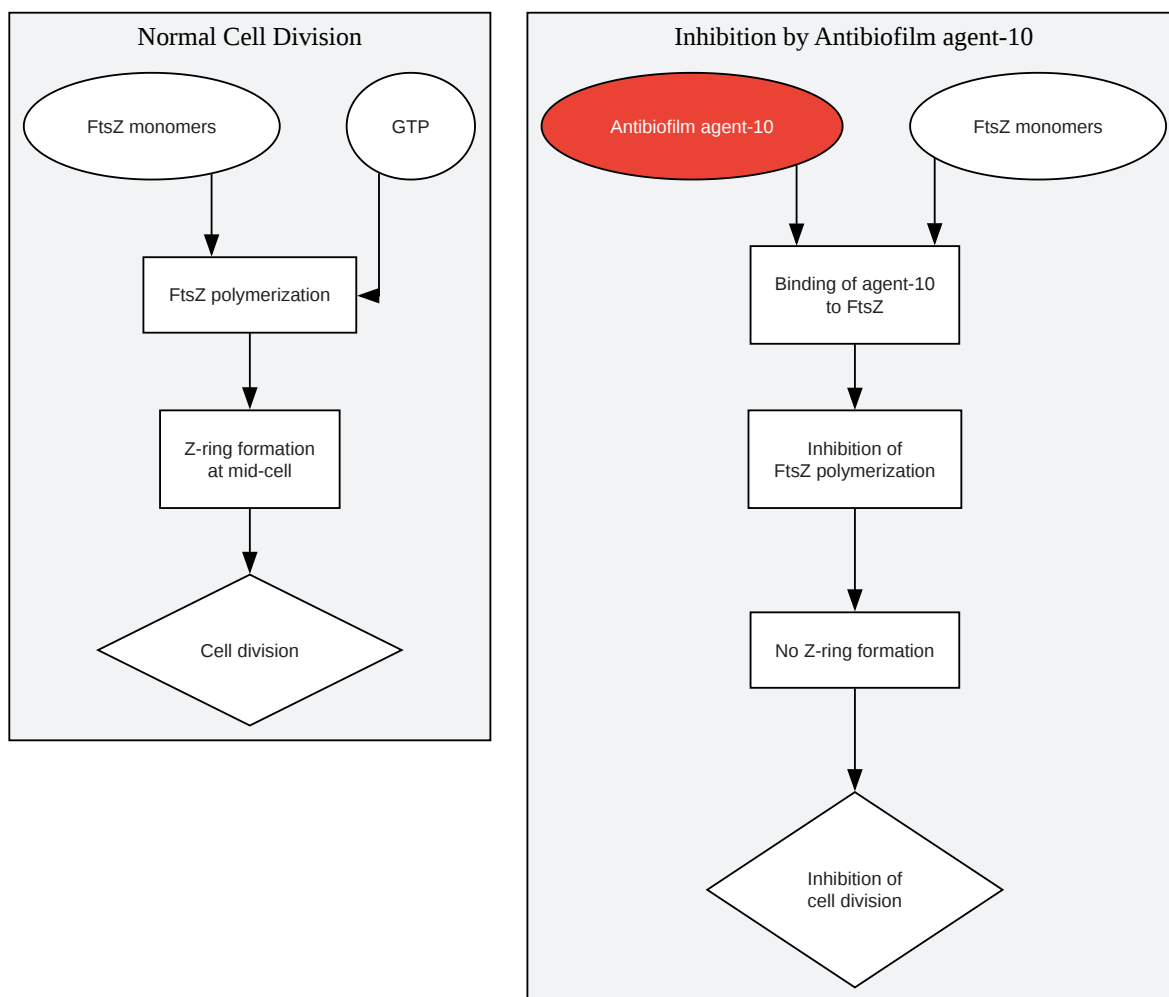 Normal Cell Division
FtsZ monomers
GTP
FtsZ polymerization
Z-ring formation
at mid-cell
Cell division
Inhibition by Antibiofilm agent-10
Antibiofilm agent-10
FtsZ monomers
Binding of agent-10
to FtsZ
Inhibition of
FtsZ polymerization
No Z-ring formation
Inhibition of
cell division